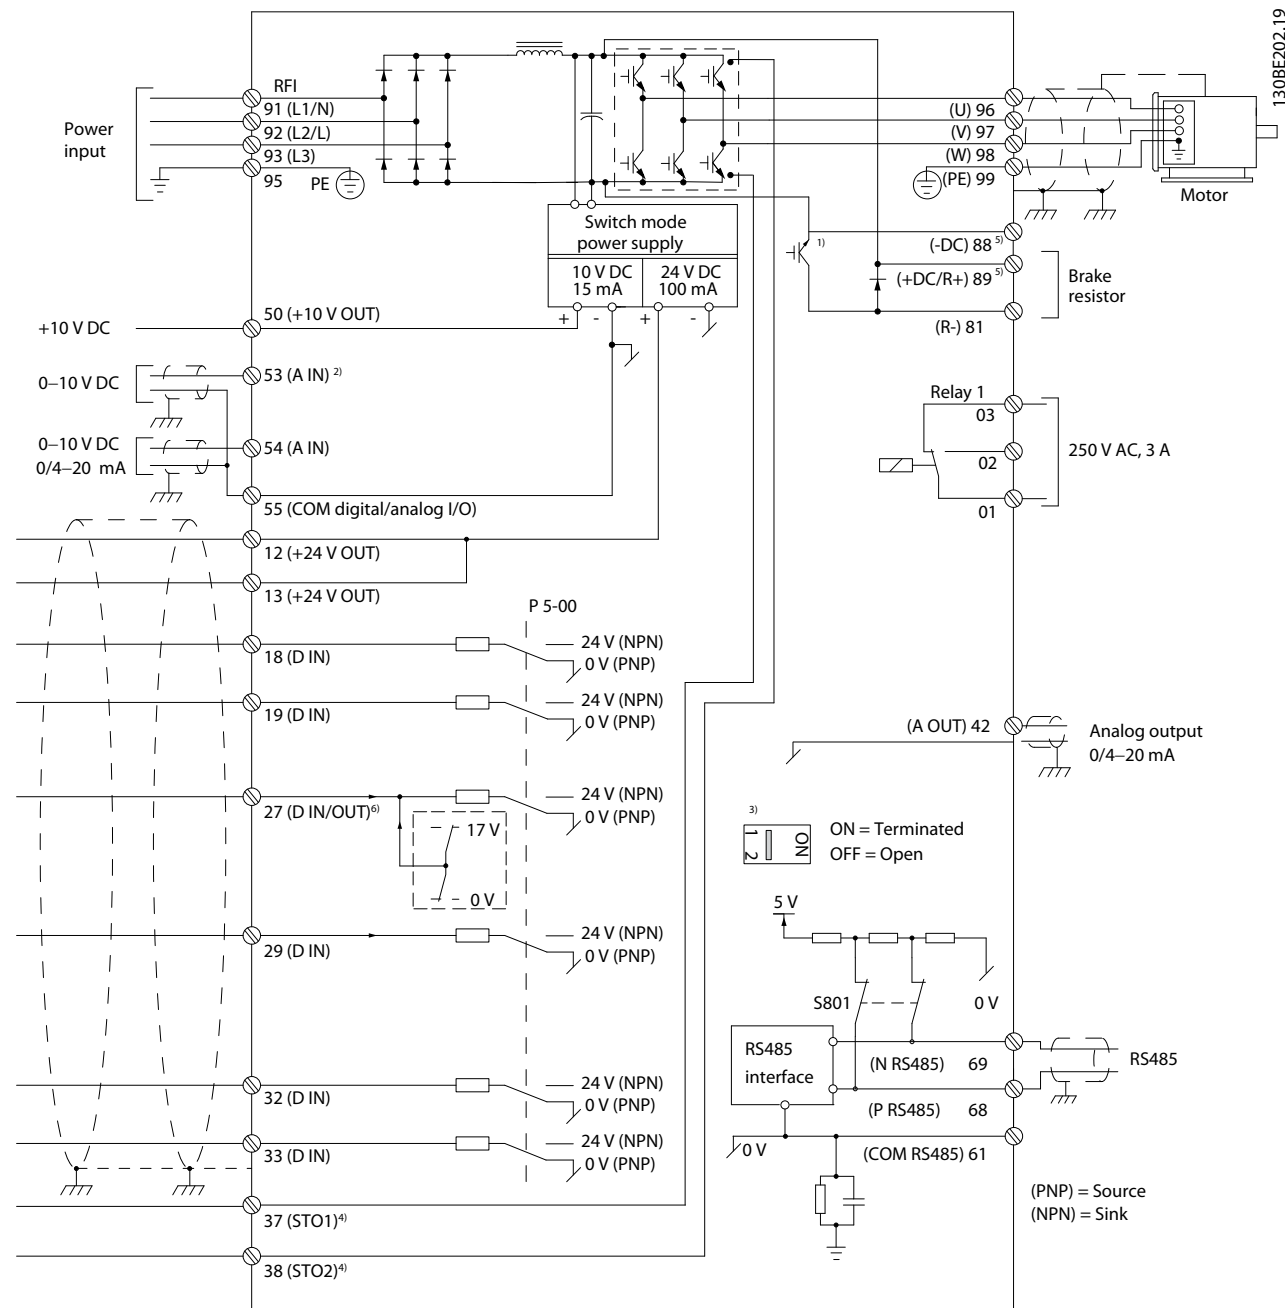 130BE202.19
RFI
Power
input
91 (L1/N)
92 (L2/L)
93 (L3)
95
PE
(U) 96
(V) 97
(W) 98
(PE) 99
Motor
Switch mode
power supply
10 V DC
15 mA
24 V DC
100 mA
+ - + -
1)
(-DC) 88 5)
(+DC/R+) 89 5)
(R-) 81
Brake
resistor
+10 V DC
50 (+10 V OUT)
0–10 V DC
53 (A IN) 2)
0–10 V DC
0/4–20 mA
54 (A IN)
55 (COM digital/analog I/O)
Relay 1
03
02
01
250 V AC, 3 A
12 (+24 V OUT)
13 (+24 V OUT)
P 5-00
18 (D IN)
24 V (NPN)
0 V (PNP)
19 (D IN)
24 V (NPN)
0 V (PNP)
27 (D IN/OUT)6)
24 V (NPN)
0 V (PNP)
17 V
0 V
29 (D IN)
24 V (NPN)
0 V (PNP)
32 (D IN)
24 V (NPN)
0 V (PNP)
33 (D IN)
24 V (NPN)
0 V (PNP)
37 (STO1)4)
38 (STO2)4)
(A OUT) 42
Analog output
0/4–20 mA
3)
1 2
ON
ON = Terminated
OFF = Open
5 V
S801
0 V
RS485
interface
(N RS485) 69
(P RS485) 68
RS485
0 V
(COM RS485) 61
(PNP) = Source
(NPN) = Sink